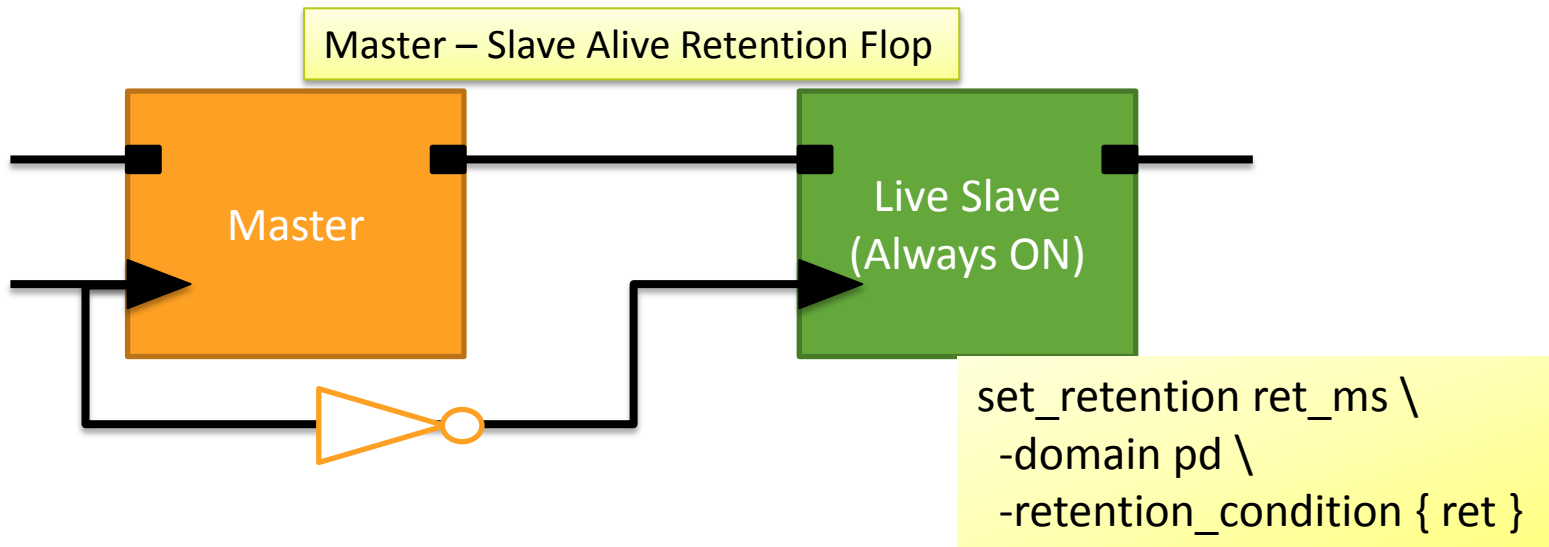 Master – Slave Alive Retention Flop
Master
Live Slave
(Always ON)
set_retention ret_ms \
-domain pd \
-retention_condition { ret }